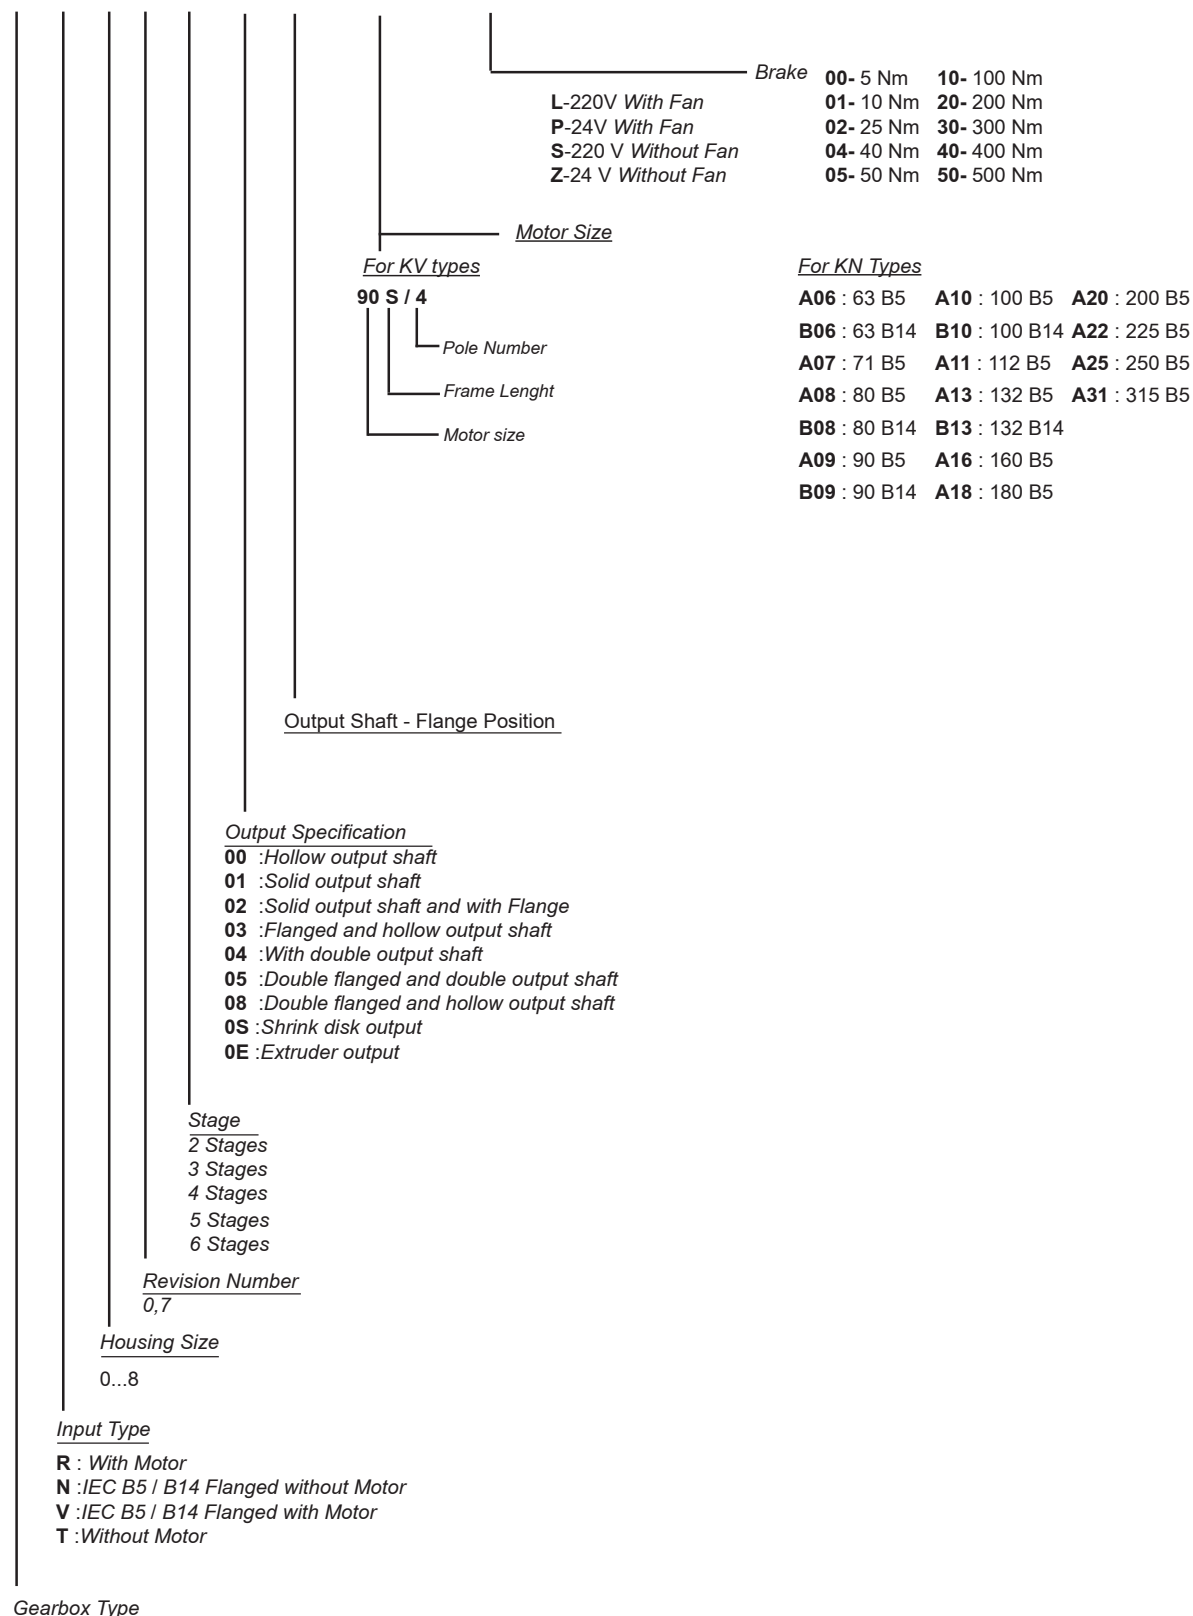 Brake
00- 5 Nm 10- 100 Nm
L-220V With Fan 01- 10 Nm 20- 200 Nm
P-24V With Fan 02- 25 Nm 30- 300 Nm
S-220 V Without Fan 04- 40 Nm 40- 400 Nm
Z-24 V Without Fan 05- 50 Nm 50- 500 Nm
Motor Size
For KV types
90 S / 4
Pole Number
Frame Lenght
Motor size
For KN Types
A06 : 63 B5 A10 : 100 B5 A20 : 200 B5
B06 : 63 B14 B10 : 100 B14 A22 : 225 B5
A07 : 71 B5 A11 : 112 B5 A25 : 250 B5
A08 : 80 B5 A13 : 132 B5 A31 : 315 B5
B08 : 80 B14 B13 : 132 B14
A09 : 90 B5 A16 : 160 B5
B09 : 90 B14 A18 : 180 B5
Output Shaft - Flange Position
Output Specification
00 :Hollow output shaft
01 :Solid output shaft
02 :Solid output shaft and with Flange
03 :Flanged and hollow output shaft
04 :With double output shaft
05 :Double flanged and double output shaft
08 :Double flanged and hollow output shaft
0S :Shrink disk output
0E :Extruder output
Stage
2 Stages
3 Stages
4 Stages
5 Stages
6 Stages
Revision Number
0,7
Housing Size
0...8
Input Type
R : With Motor
N :IEC B5 / B14 Flanged without Motor
V :IEC B5 / B14 Flanged with Motor
T :Without Motor
Gearbox Type